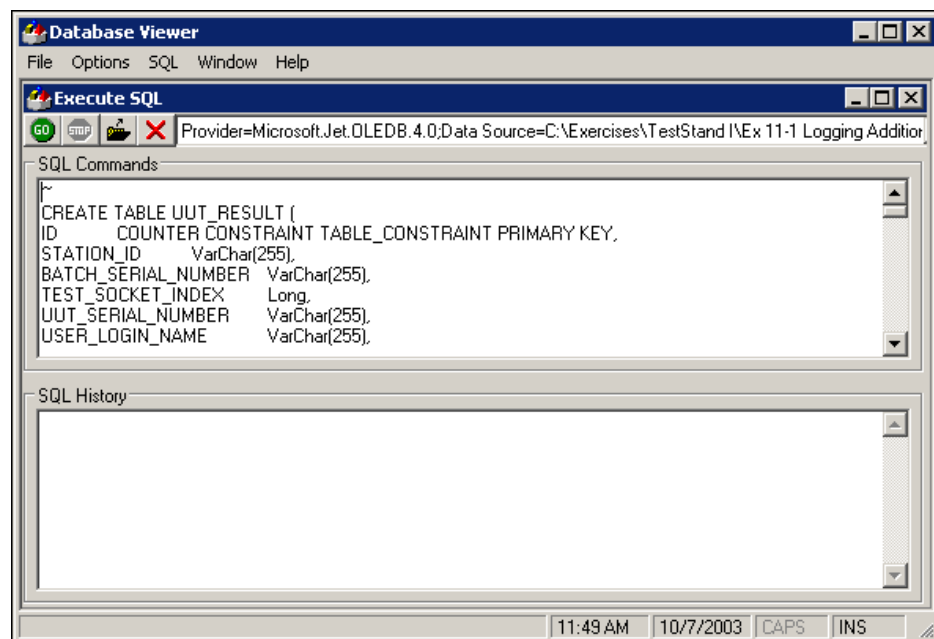 Database Viewer
File Options SQL Window Help
Execute SQL
GO STOP Provider=Microsoft.Jet.OLEDB.4.0;Data Source=C:\Exercises\TestStand I\Ex 11-1 Logging Addition
SQL Commands
~
CREATE TABLE UUT_RESULT (
ID COUNTER CONSTRAINT TABLE_CONSTRAINT PRIMARY KEY,
STATION_ID VarChar(255),
BATCH_SERIAL_NUMBER VarChar(255),
TEST_SOCKET_INDEX Long,
UUT_SERIAL_NUMBER VarChar(255),
USER_LOGIN_NAME VarChar(255),
SQL History
11:49 AM 10/7/2003 CAPS INS